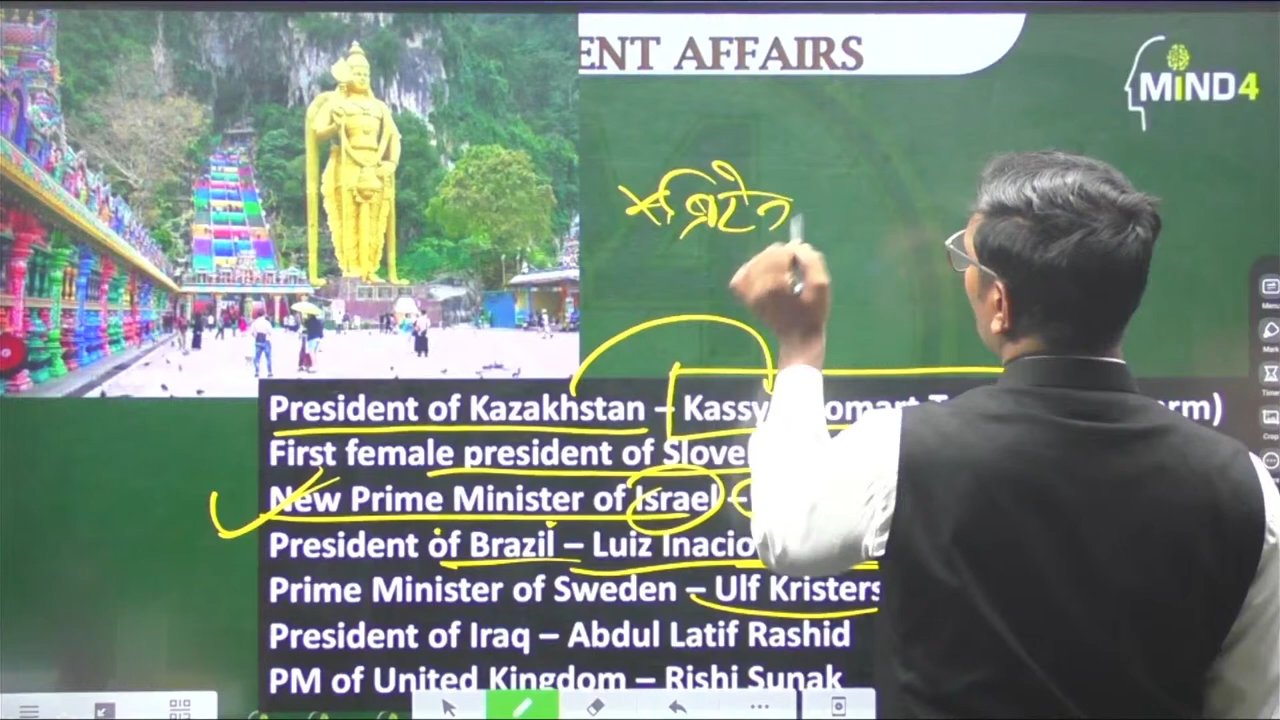 ENT AFFAIRS
MiND4
ब्रिटेन
President of Kazakhstan – Kassy omart T rm)
First female president of Slove
New Prime Minister of Israel –
President of Brazil – Luiz Inacio
Prime Minister of Sweden – Ulf Kristers
President of Iraq – Abdul Latif Rashid
PM of United Kingdom – Rishi Sunak